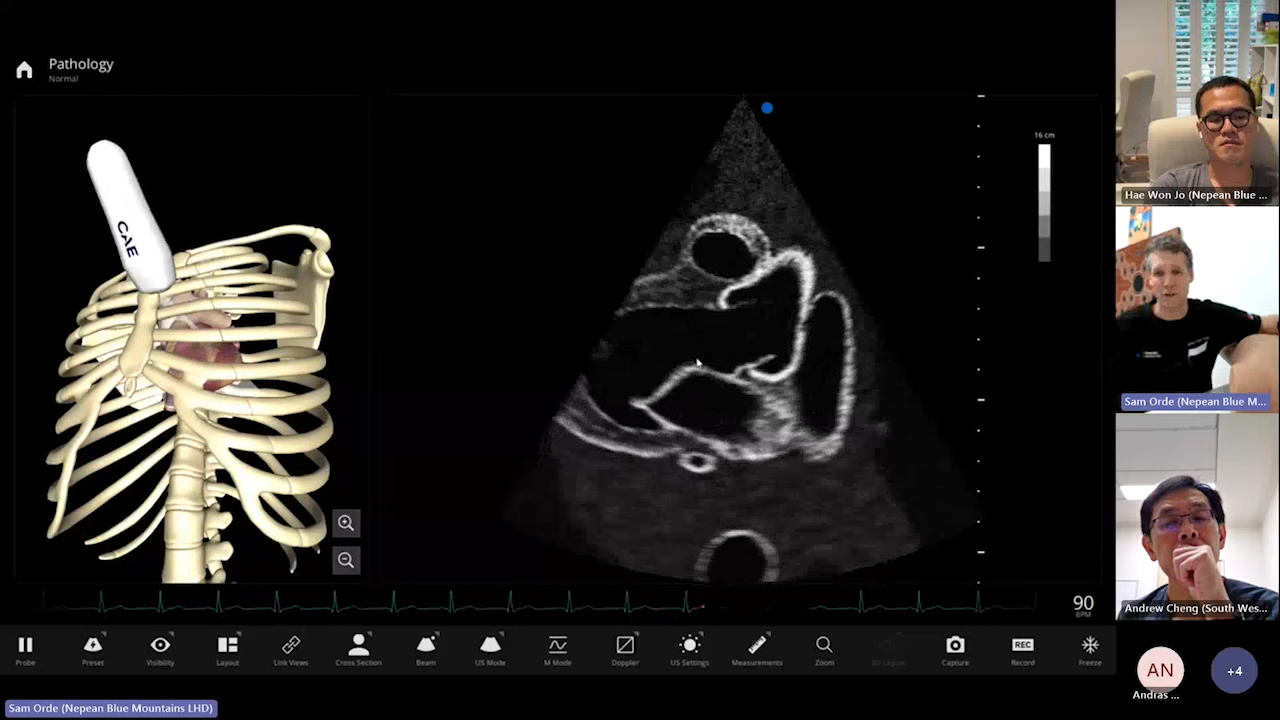 Pathology
Normal
CAE
16 cm
90
BPM
Probe
Preset
Visibility
Layout
Link Views
Cross Section
Beam
US Mode
M Mode
Doppler
US Settings
Measurements
Zoom
Capture
REC
Record
Freeze
Sam Orde (Nepean Blue Mountains LHD)
Hae Won Jo (Nepean Blue ...
Sam Orde (Nepean Blue M...
Andrew Cheng (South Wes...
AN
Andras ...
+4